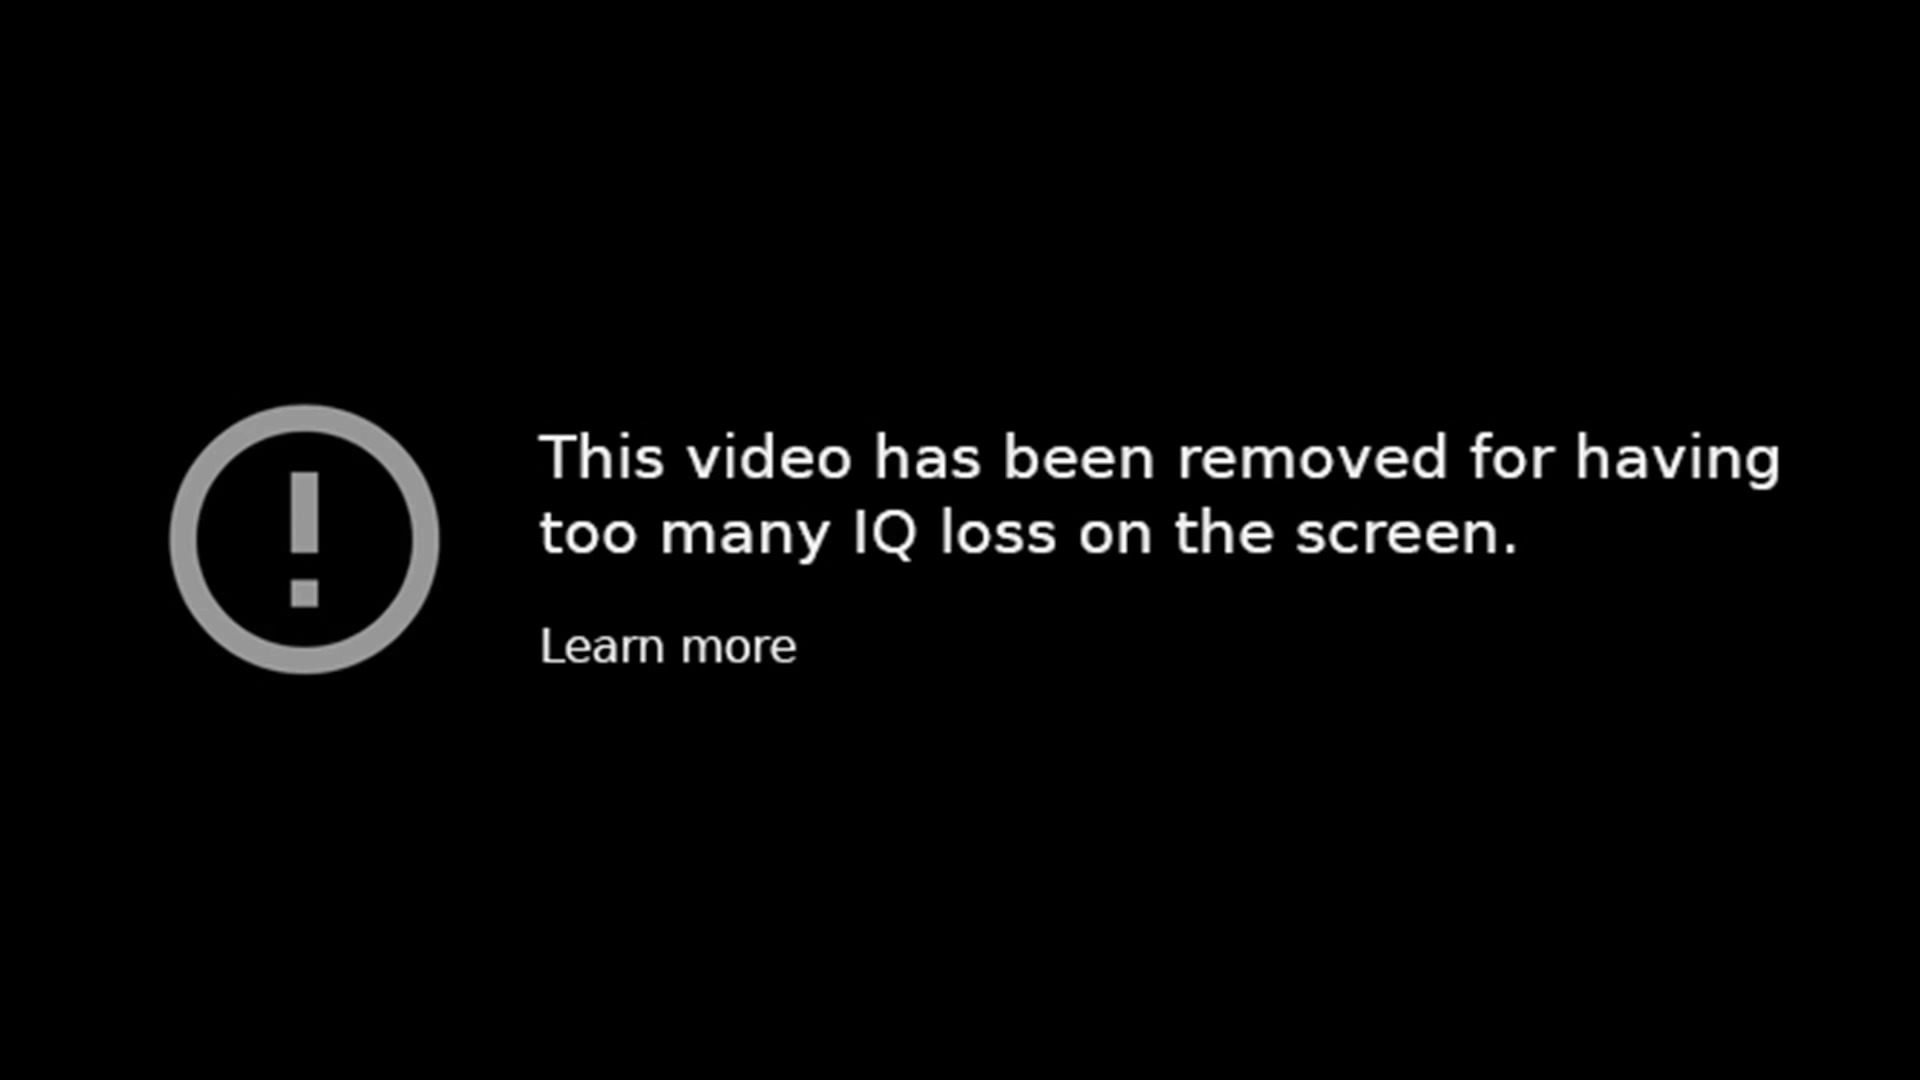 This video has been removed for having
too many IQ loss on the screen.
Learn more